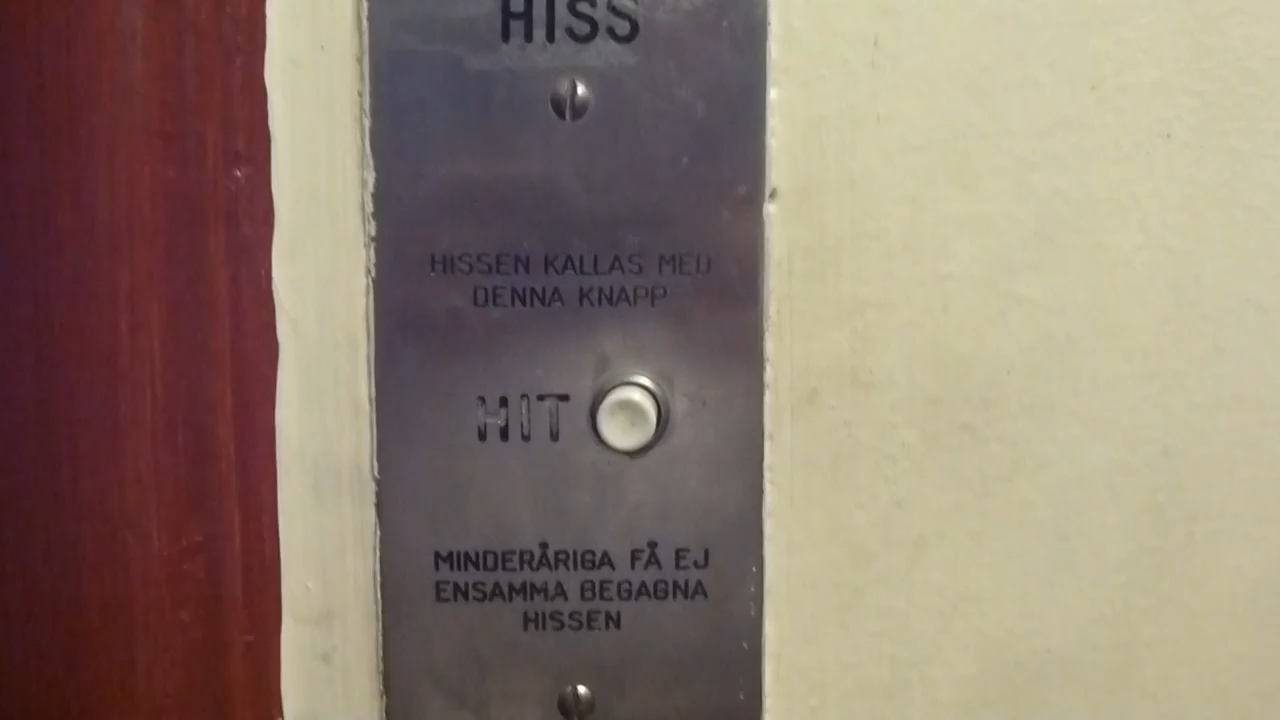 HISS
HISSEN KALLAS MED
DENNA KNAPP
HIT
MINDERÅRIGA FÅ EJ
ENSAMMA BEGAGNA
HISSEN